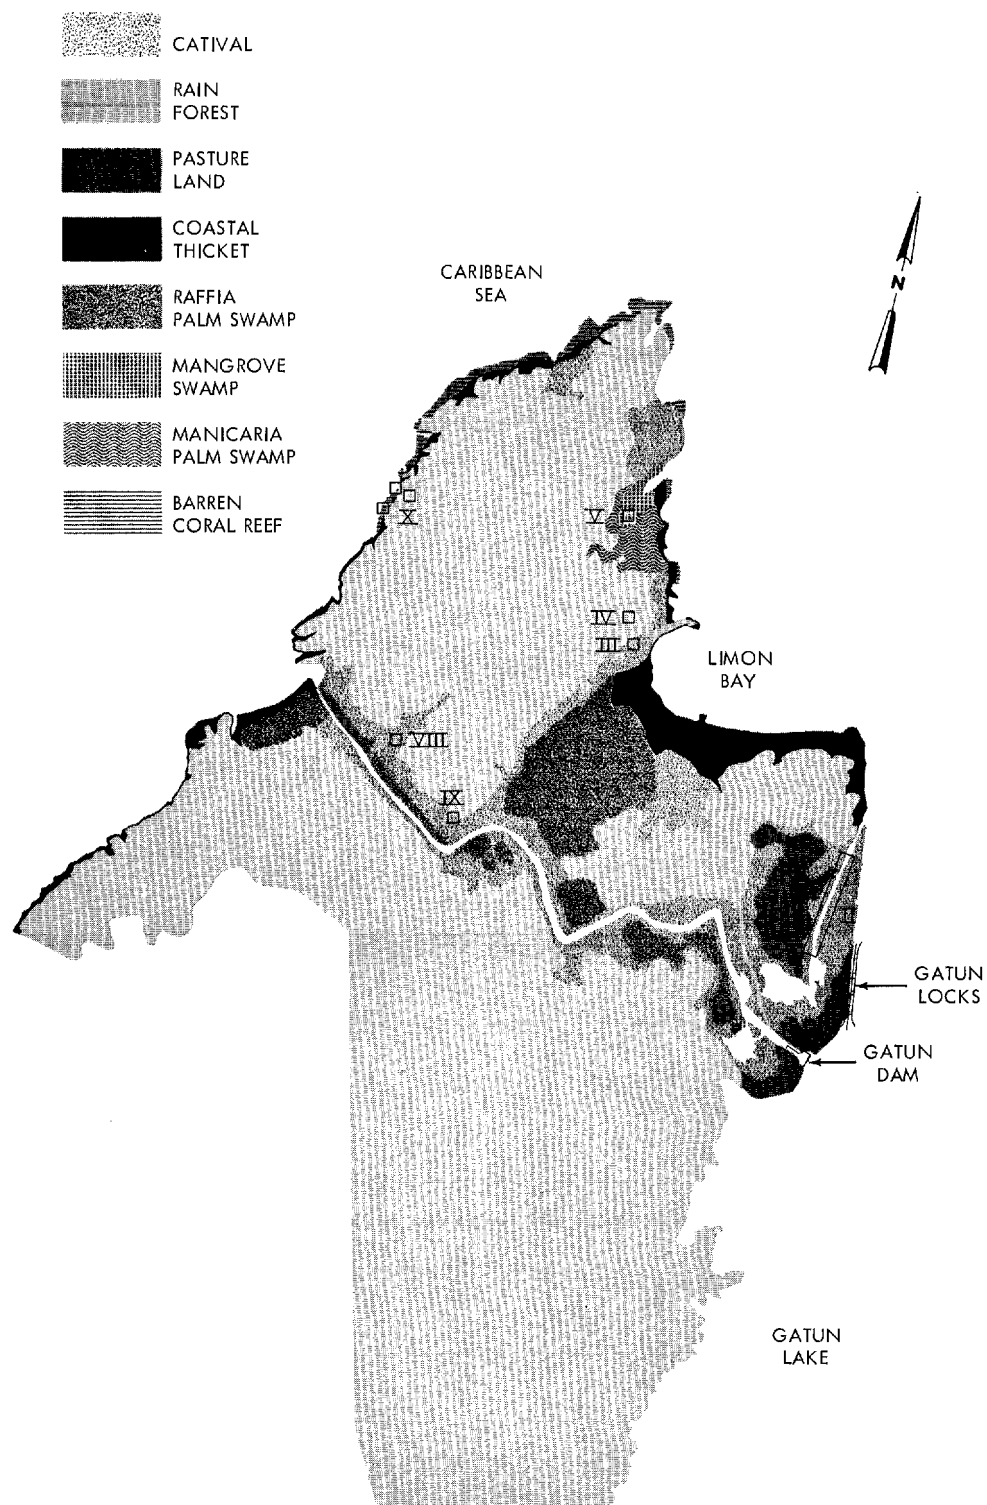 CATIVAL
RAIN
FOREST
PASTURE
LAND
COASTAL
THICKET
RAFFIA
PALM SWAMP
MANGROVE
SWAMP
MANICARIA
PALM SWAMP
BARREN
CORAL REEF
CARIBBEAN
SEA
N
X
V
IV
III
LIMON
BAY
VIII
IX
GATUN
LOCKS
GATUN
DAM
GATUN
LAKE